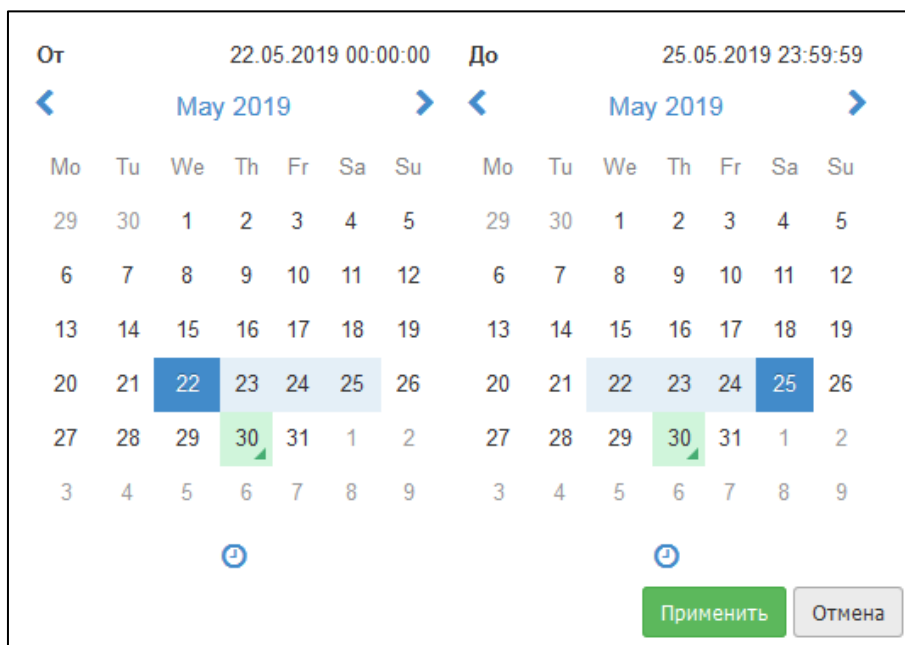 От 22.05.2019 00:00:00 До 25.05.2019 23:59:59
May 2019 May 2019
Mo Tu We Th Fr Sa Su Mo Tu We Th Fr Sa Su
29 30 1 2 3 4 5 29 30 1 2 3 4 5
6 7 8 9 10 11 12 6 7 8 9 10 11 12
13 14 15 16 17 18 19 13 14 15 16 17 18 19
20 21 22 23 24 25 26 20 21 22 23 24 25 26
27 28 29 30 31 1 2 27 28 29 30 31 1 2
3 4 5 6 7 8 9 3 4 5 6 7 8 9
Применить Отмена